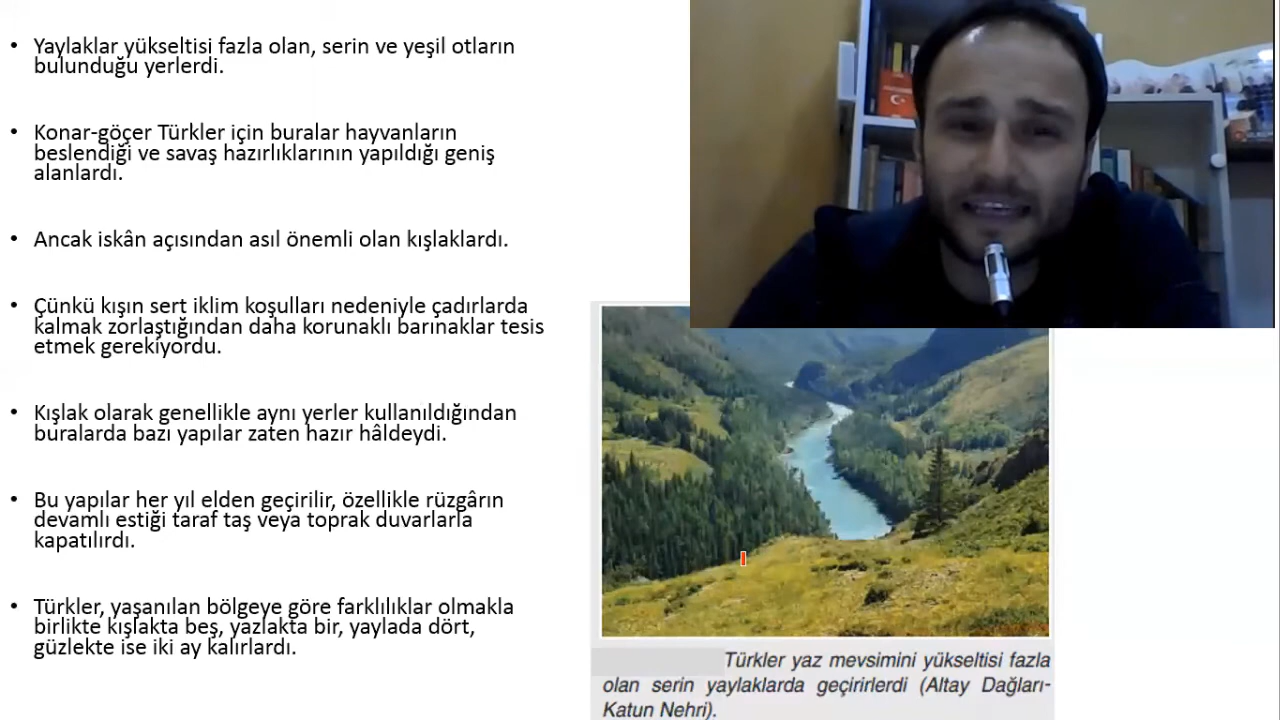 • Yaylaklar yükseltisi fazla olan, serin ve yeşil otların
bulunduğu yerlerdi.
• Konar-göçer Türkler için buralar hayvanların
beslendiği ve savaş hazırlıklarının yapıldığı geniş
alanlardı.
• Ancak iskân açısından asıl önemli olan kışlaklardı.
• Çünkü kışın sert iklim koşulları nedeniyle çadırlarda
kalmak zorlaştığından daha korunaklı barınaklar tesis
etmek gerekiyordu.
• Kışlak olarak genellikle aynı yerler kullanıldığından
buralarda bazı yapılar zaten hazır hâldeydi.
• Bu yapılar her yıl elden geçirilir, özellikle rüzgârın
devamlı estiği taraf taş veya toprak duvarlarla
kapatılırdı.
• Türkler, yaşanılan bölgeye göre farklılıklar olmakla
birlikte kışlakta beş, yazlakta bir, yaylada dört,
güzlekte ise iki ay kalırlardı.
Türkler yaz mevsimini yükseltisi fazla
olan serin yaylaklarda geçirirlerdi (Altay Dağları-
Katun Nehri).